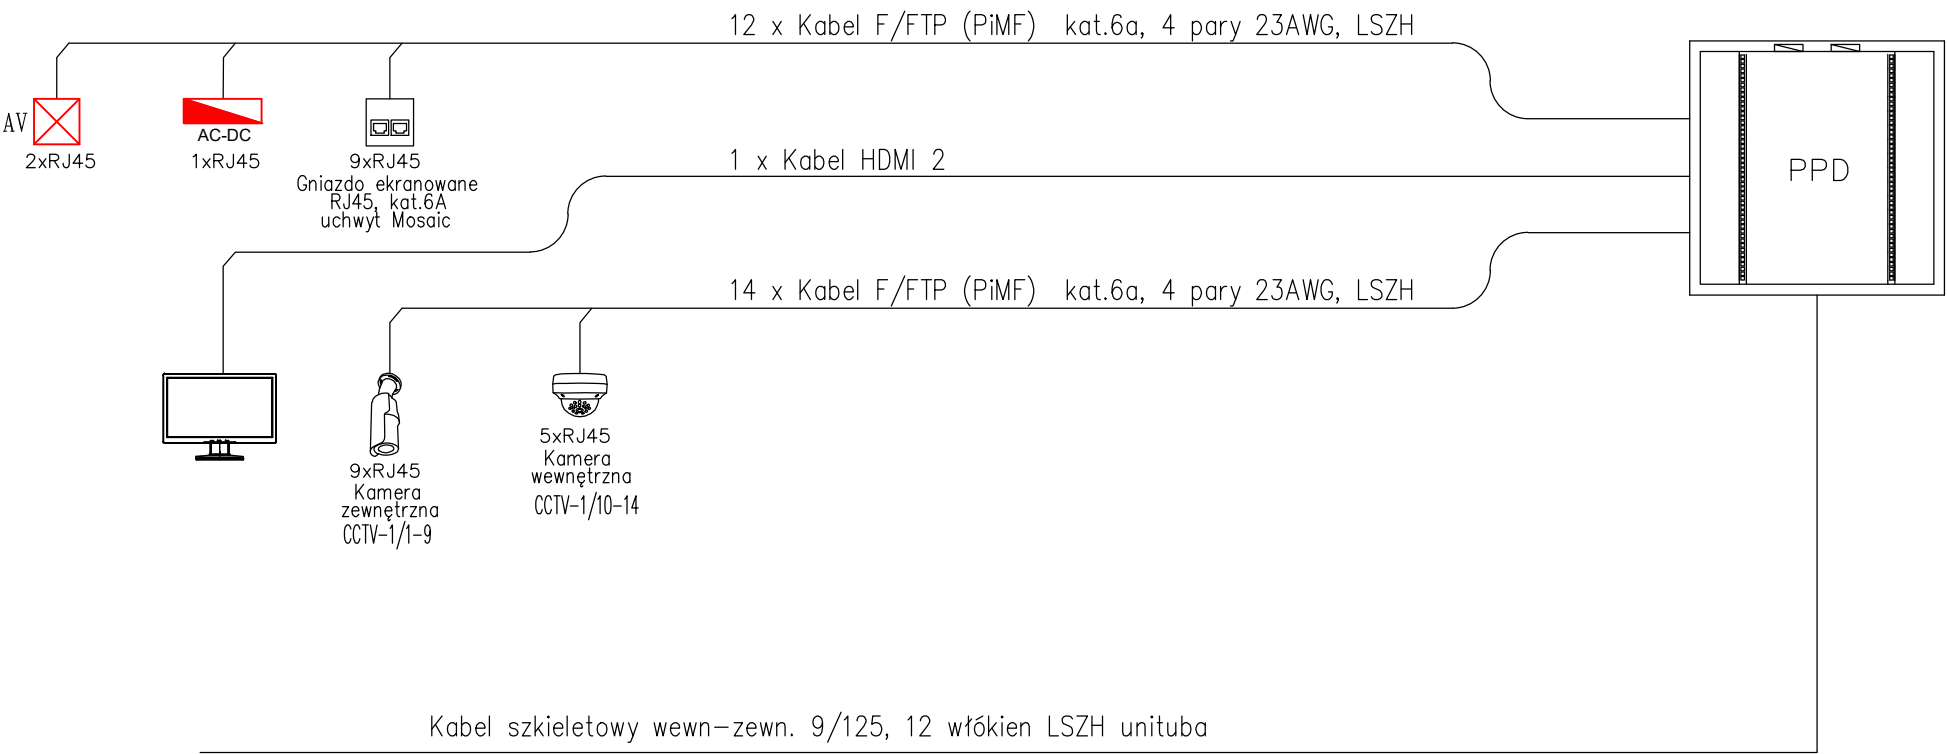 12 x Kabel F/FTP (PiMF) kat.6a, 4 pary 23AWG, LSZH
AV
2xRJ45
AC-DC
1xRJ45
9xRJ45
Gniazdo ekranowane
RJ45, kat.6A
uchwyt Mosaic
1 x Kabel HDMI 2
PPD
14 x Kabel F/FTP (PiMF) kat.6a, 4 pary 23AWG, LSZH
9xRJ45
Kamera
zewnętrzna
CCTV-1/1-9
5xRJ45
Kamera
wewnętrzna
CCTV-1/10-14
Kabel szkieletowy wewn-zewn. 9/125, 12 włókien LSZH unituba